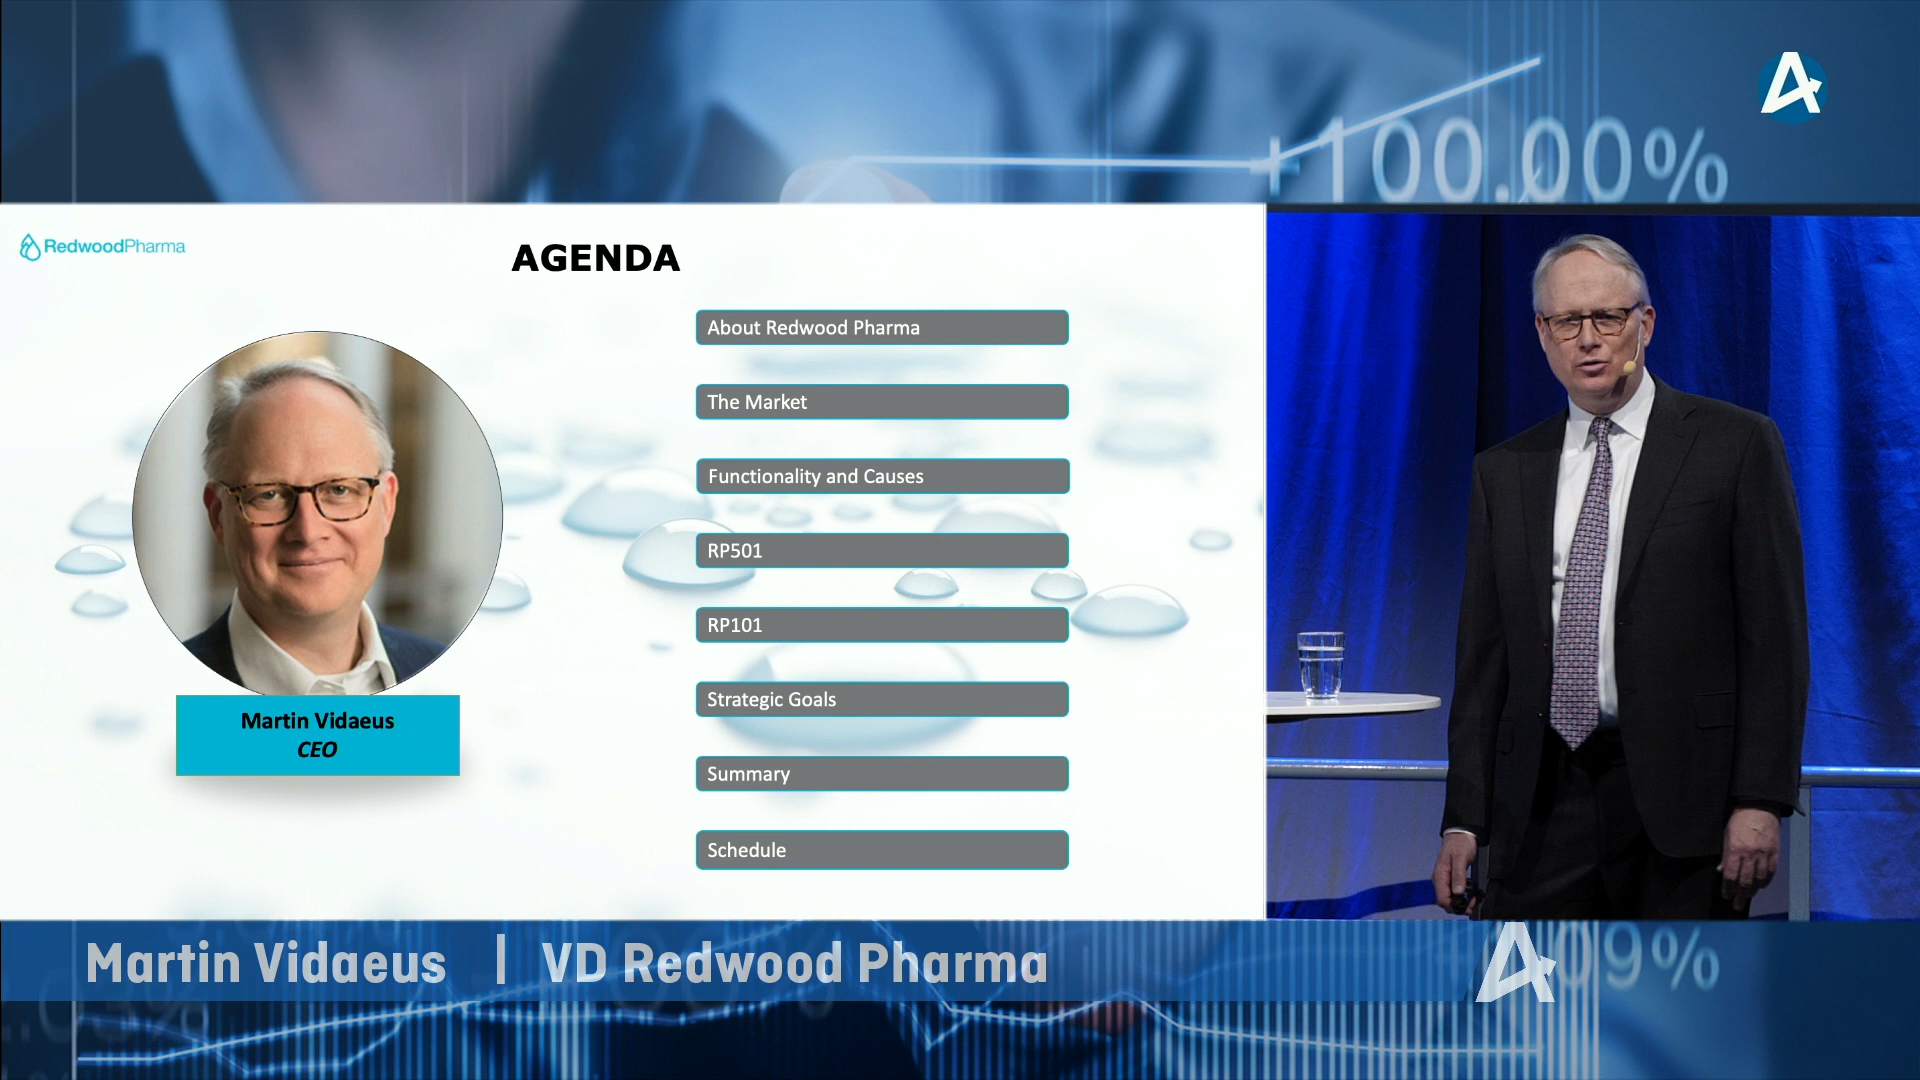 +100.00%
RedwoodPharma
AGENDA
About Redwood Pharma
The Market
Functionality and Causes
RP501
RP101
Strategic Goals
Summary
Schedule
Martin Vidaeus
CEO
Martin Vidaeus | VD Redwood Pharma
09%